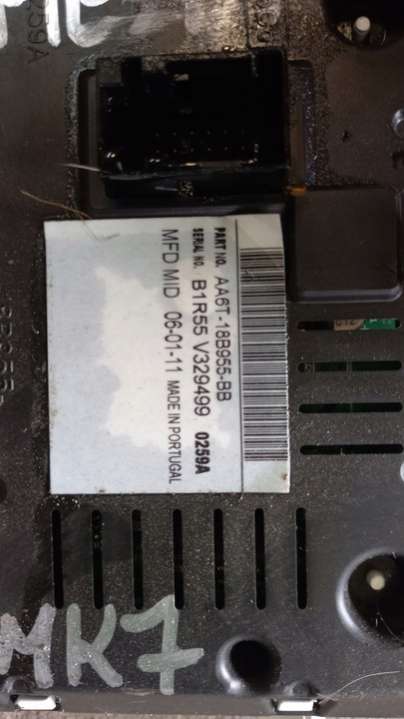 PART NO. AA6T-18B955-BB
SERIAL NO. B1R55 V329499 0259A
MFD MID 06-01-11 MADE IN PORTUGAL
MK7